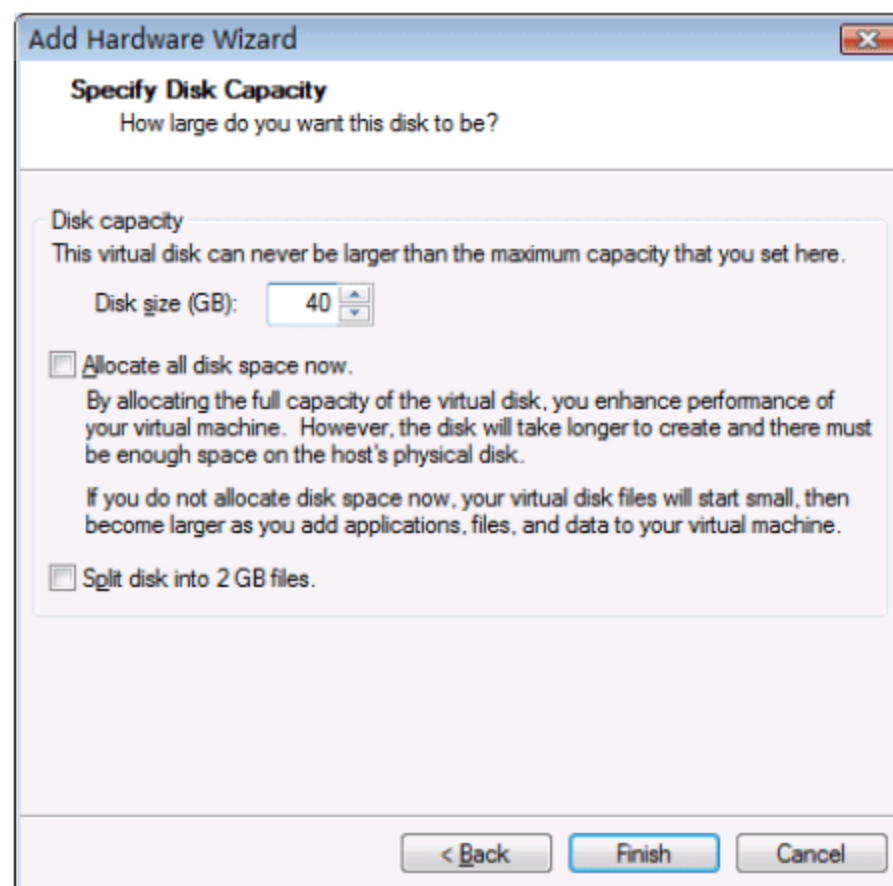 Add Hardware Wizard
Specify Disk Capacity
How large do you want this disk to be?
Disk capacity
This virtual disk can never be larger than the maximum capacity that you set here.
Disk size (GB): 40
Allocate all disk space now.
By allocating the full capacity of the virtual disk, you enhance performance of
your virtual machine.  However, the disk will take longer to create and there must
be enough space on the host's physical disk.
If you do not allocate disk space now, your virtual disk files will start small, then
become larger as you add applications, files, and data to your virtual machine.
Split disk into 2 GB files.
< Back Finish Cancel